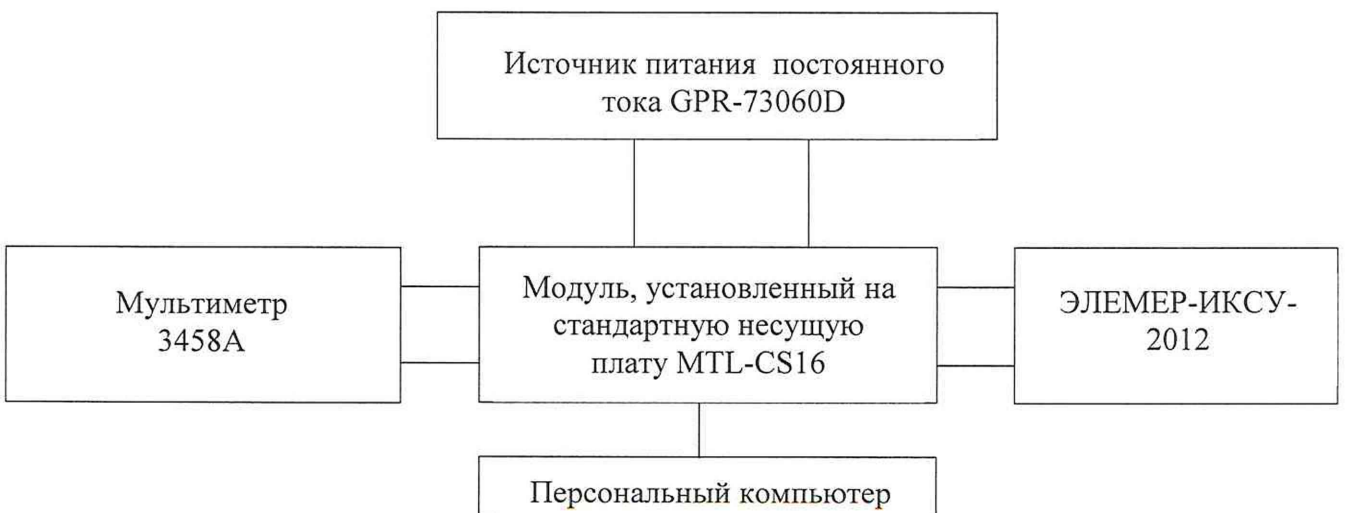 Источник питания постоянного
тока GPR-73060D
Мультиметр
3458A
Модуль, установленный на
стандартную несущую
плату MTL-CS16
ЭЛЕМЕР-ИКСУ-
2012
Персональный компьютер